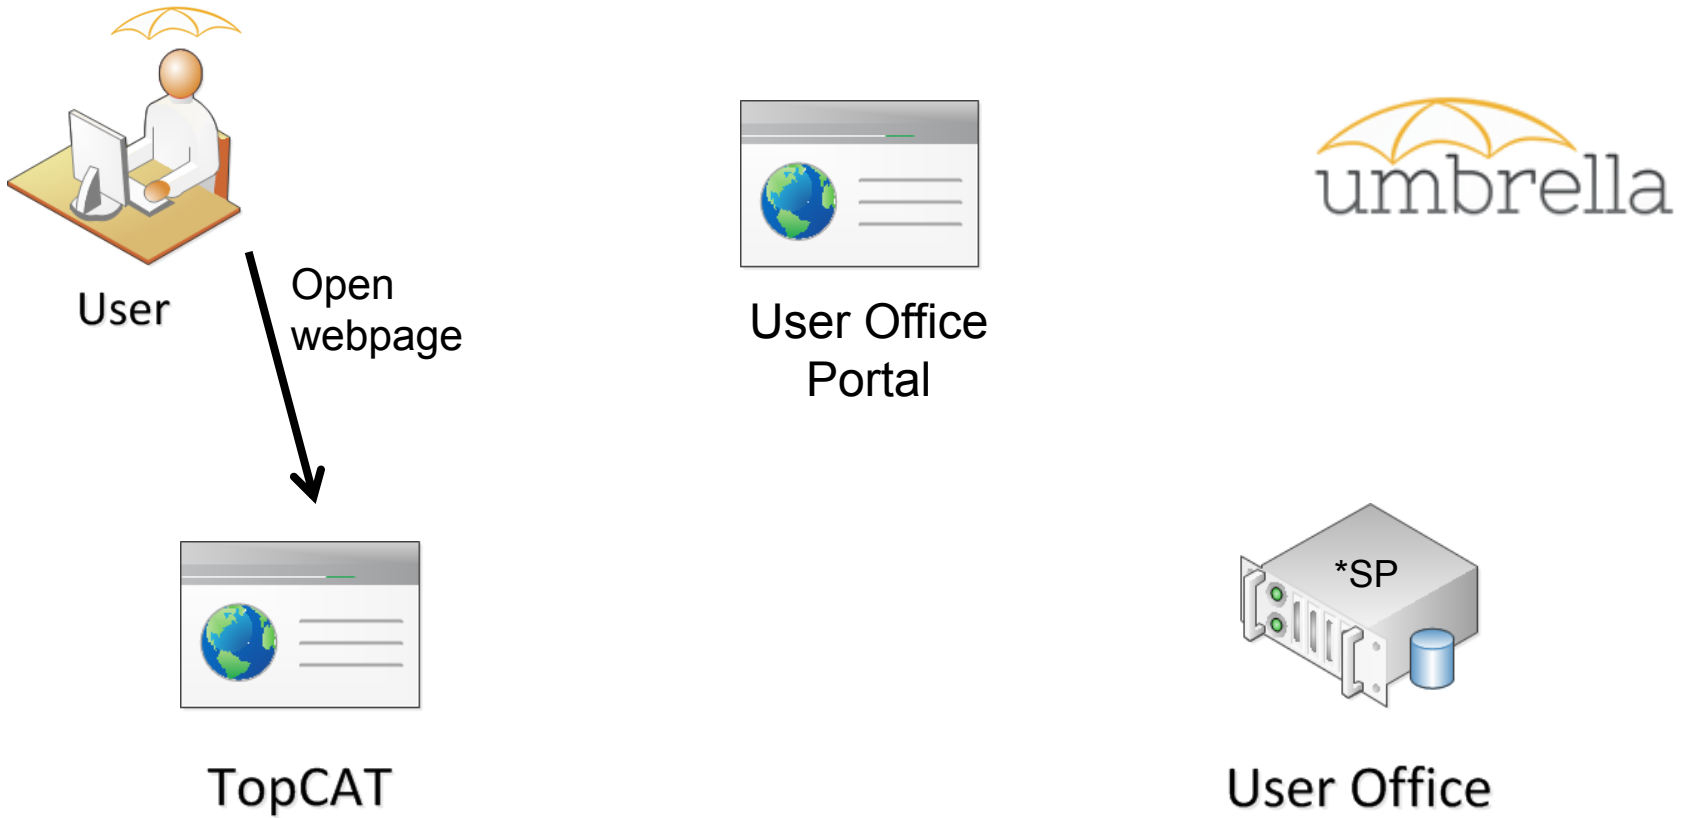 umbrella
User
Open
webpage
User Office
Portal
*SP
TopCAT
User Office